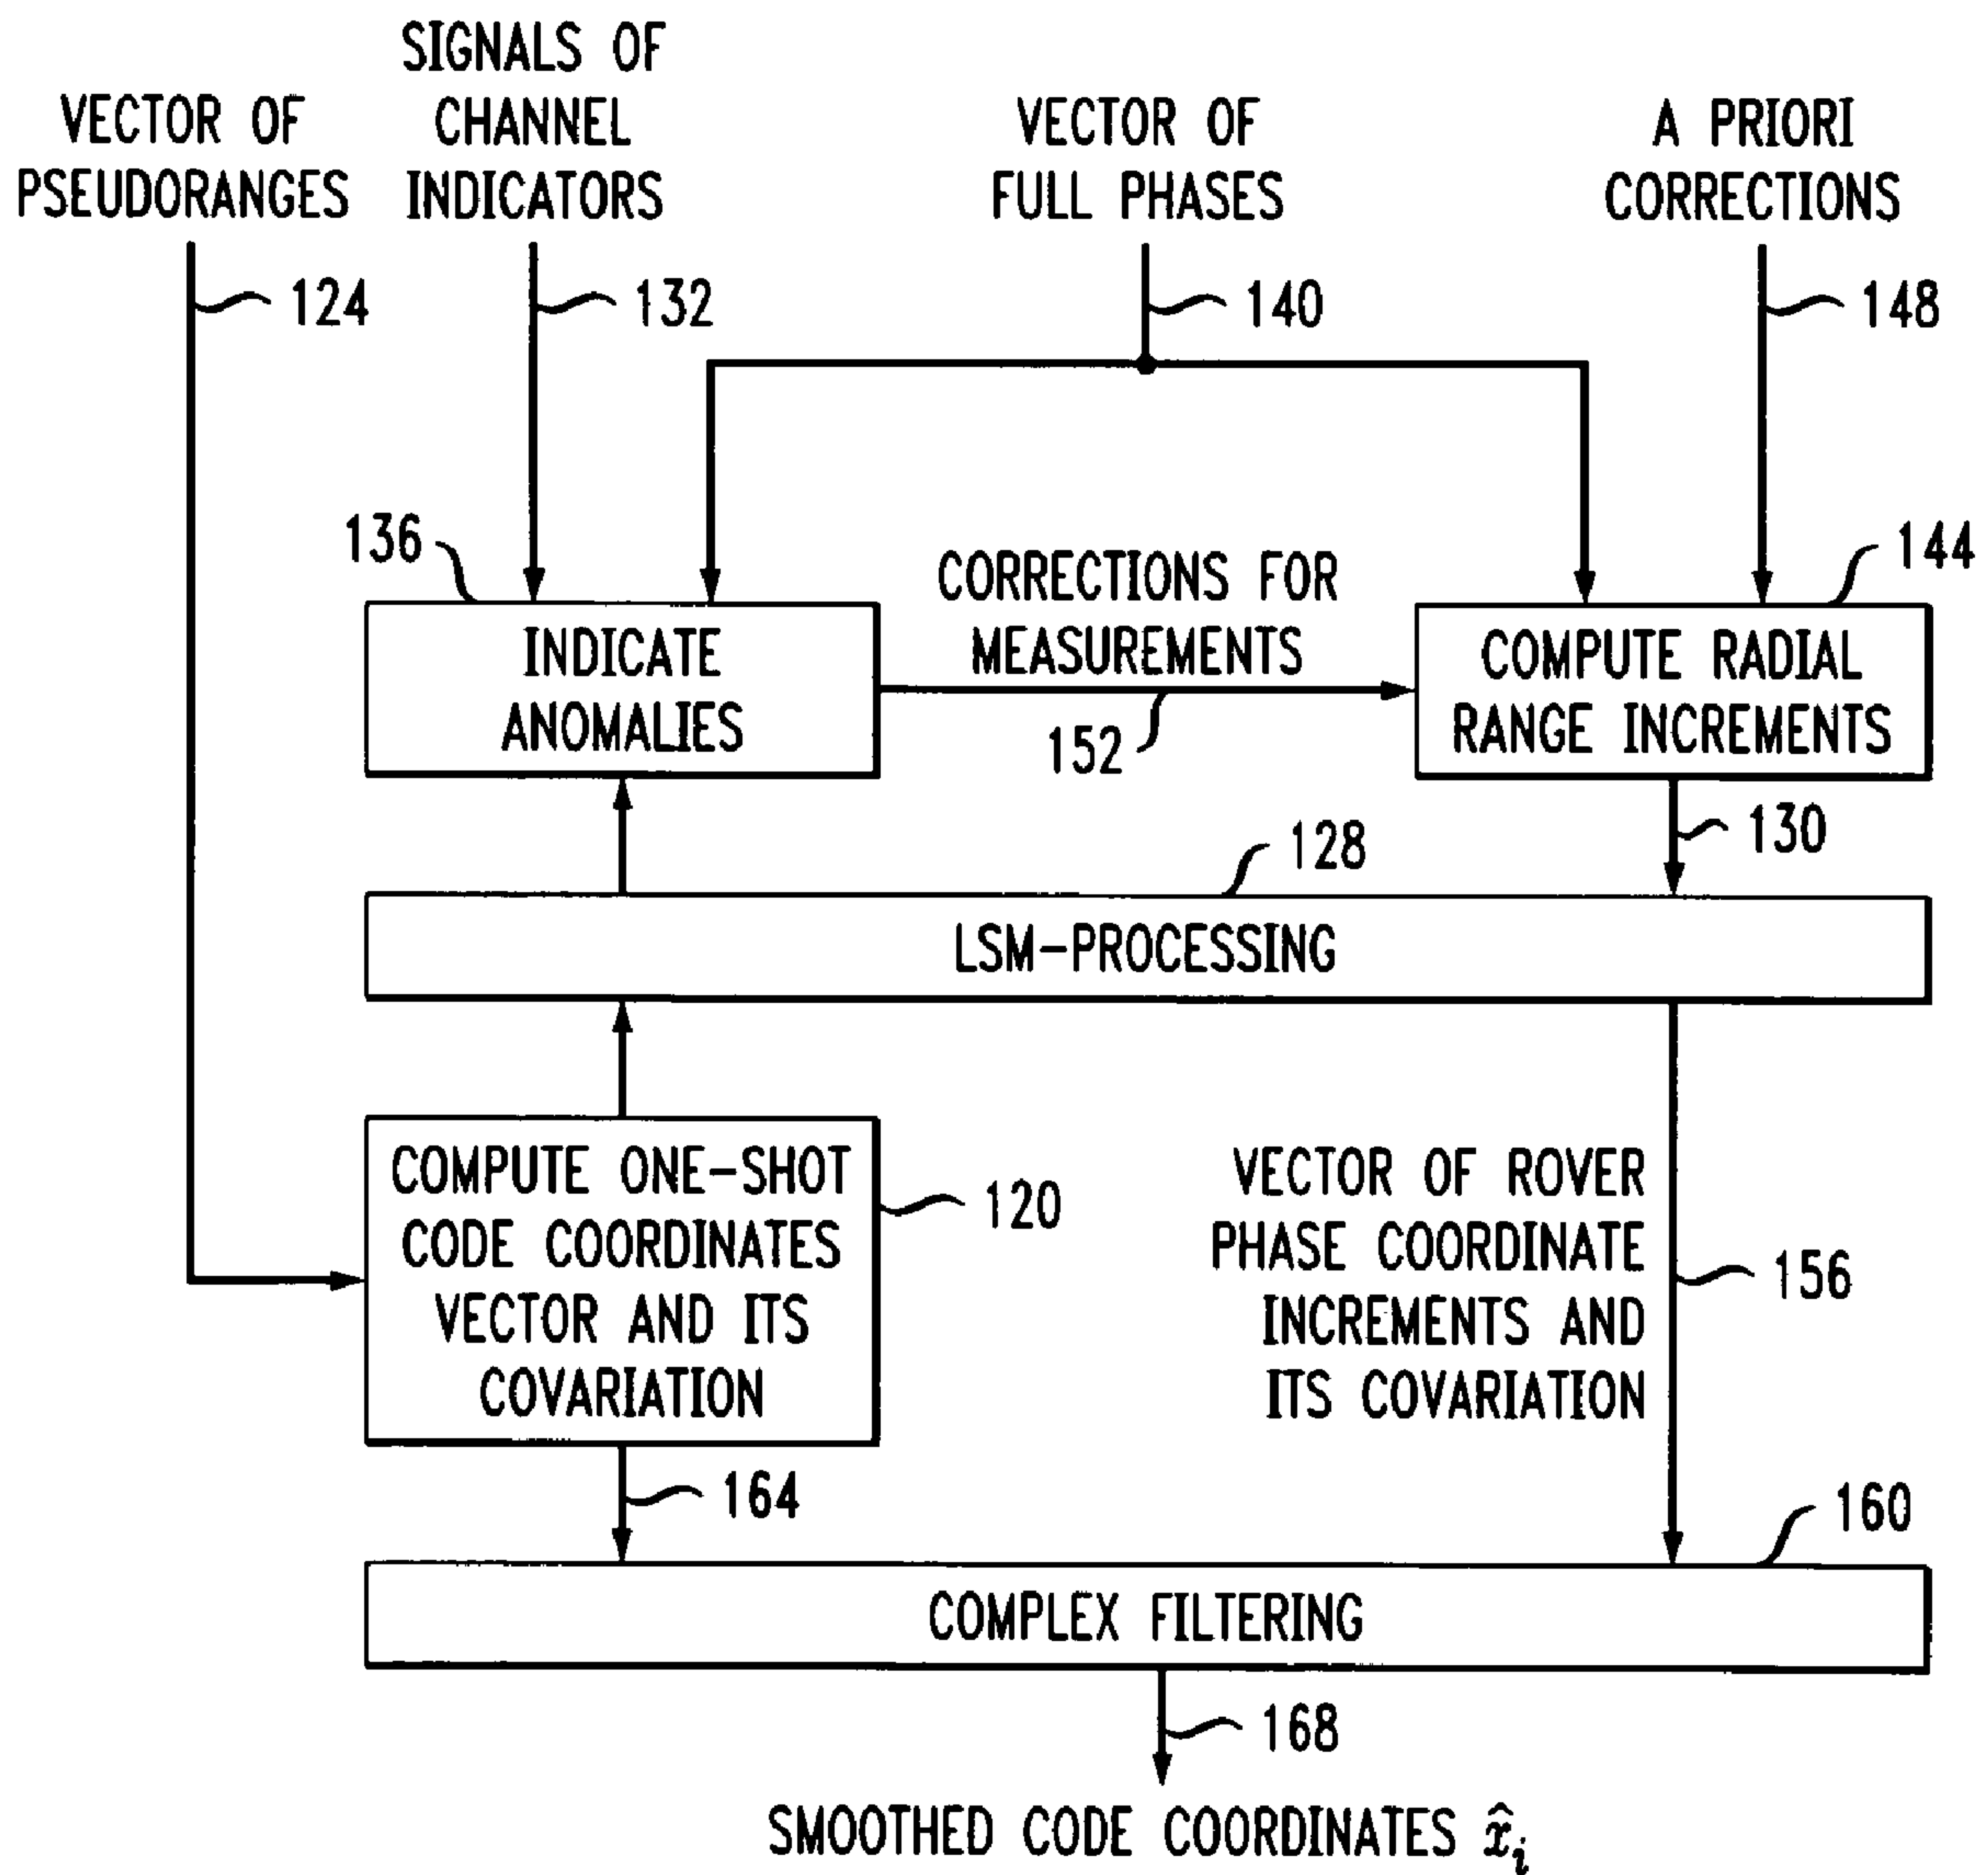 VECTOR OF
PSEUDORANGES
SIGNALS OF
CHANNEL
INDICATORS
VECTOR OF
FULL PHASES
A PRIORI
CORRECTIONS
124
132
140
148
136
CORRECTIONS FOR
MEASUREMENTS
144
INDICATE
ANOMALIES
152
COMPUTE RADIAL
RANGE INCREMENTS
130
128
LSM-PROCESSING
COMPUTE ONE-SHOT
CODE COORDINATES
VECTOR AND ITS
COVARIATION
120
VECTOR OF ROVER
PHASE COORDINATE
INCREMENTS AND
ITS COVARIATION
156
164
160
COMPLEX FILTERING
168
SMOOTHED CODE COORDINATES x̂i